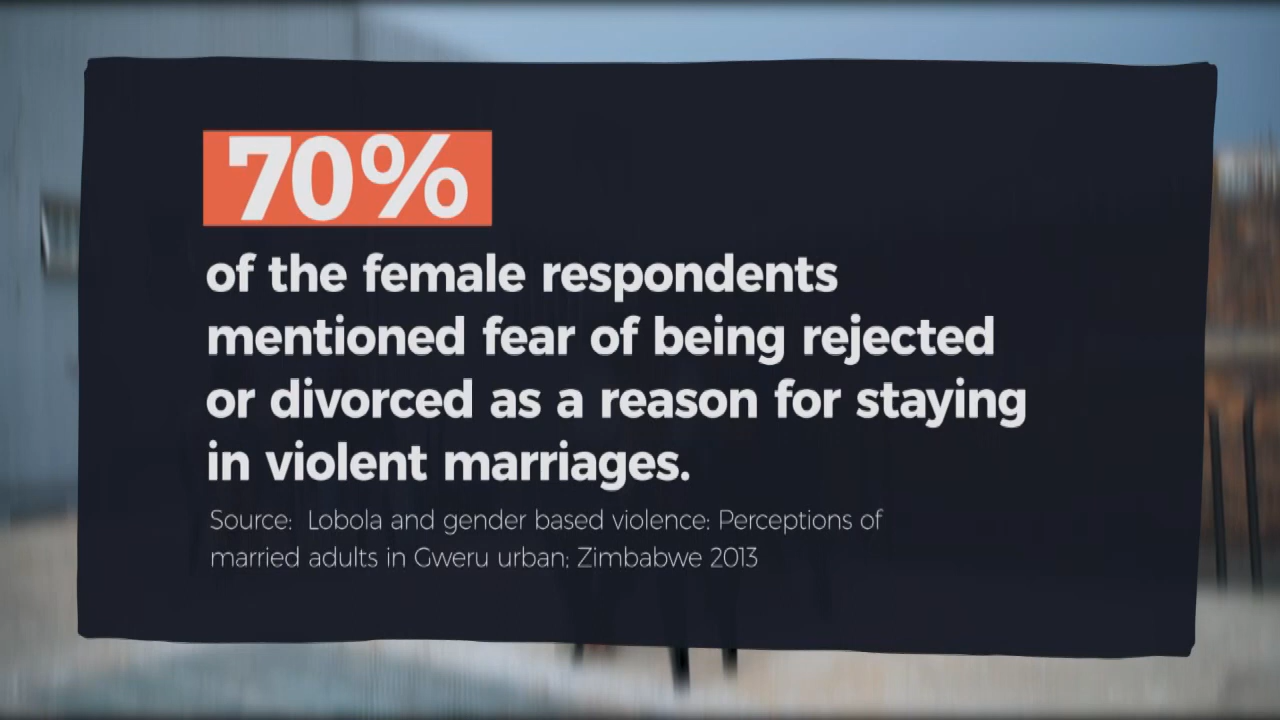 70%
of the female respondents
mentioned fear of being rejected
or divorced as a reason for staying
in violent marriages.
Source: Lobola and gender based violence: Perceptions of
married adults in Gweru urban; Zimbabwe 2013